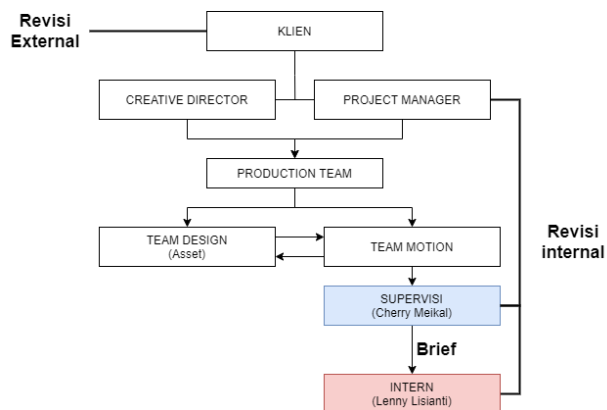 Revisi
External
KLIEN
CREATIVE DIRECTOR
PROJECT MANAGER
PRODUCTION TEAM
TEAM DESIGN
(Asset)
TEAM MOTION
Revisi
internal
SUPERVISI
(Cherry Meikal)
Brief
INTERN
(Lenny Lisianti)